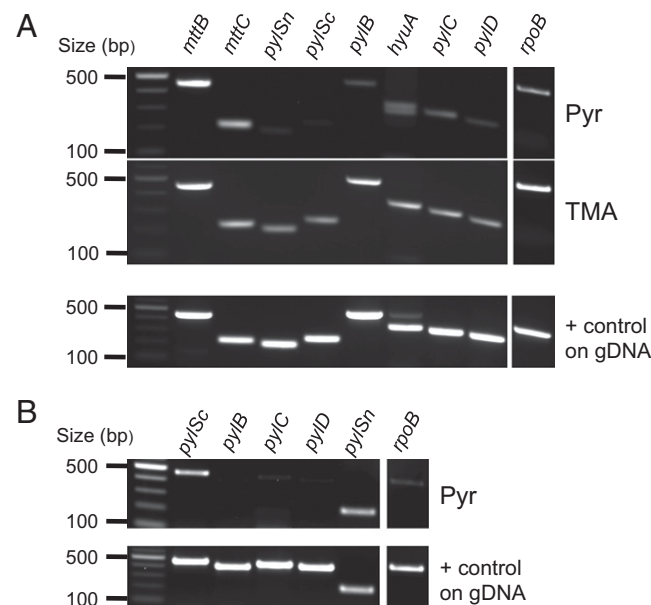 A
Size (bp)
mttB mttC pylSn pylSc pylB hyuA pylC pylD rpoB
500
100
Pyr
500
100
TMA
500
100
+ control
on gDNA
B
Size (bp)
pylSc pylB pylC pylD pylSn rpoB
500
100
Pyr
500
100
+ control
on gDNA